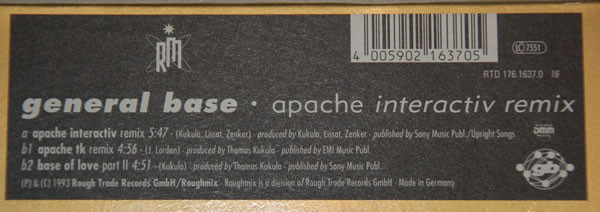 RM
4 005902 163705
LC 7551
RTD 176.1637.0 16
general base · apache interactiv remix
a apache interactiv remix 5:47 - (Kukula, Lissat, Zenker) · produced by Kukula, Lissat, Zenker · published by Sony Music Publ./Upright Songs
b1 apache tk remix 4:56 - (J. Lordan) · produced by Thomas Kukula · published by EMI Music Publ.
b2 base of love part II 4:51 - (Kukula) · produced by Thomas Kukula · published by Sony Music Publ.
DMM
gb
(P) & (C) 1993 Rough Trade Records GmbH/Roughmix · Roughmix is a division of Rough Trade Records GmbH · Made in Germany